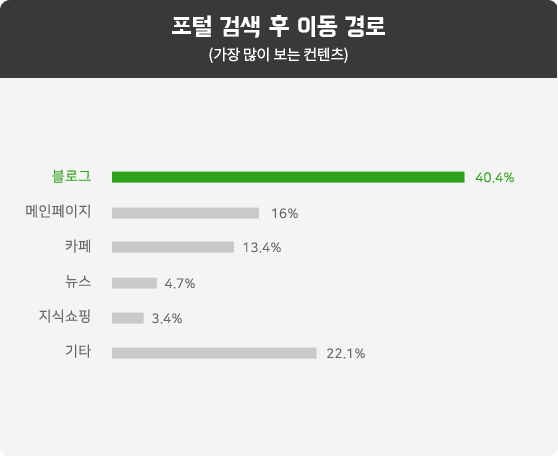 포털 검색 후 이동 경로
(가장 많이 보는 컨텐츠)
블로그 40.4%
메인페이지 16%
카페 13.4%
뉴스 4.7%
지식쇼핑 3.4%
기타 22.1%